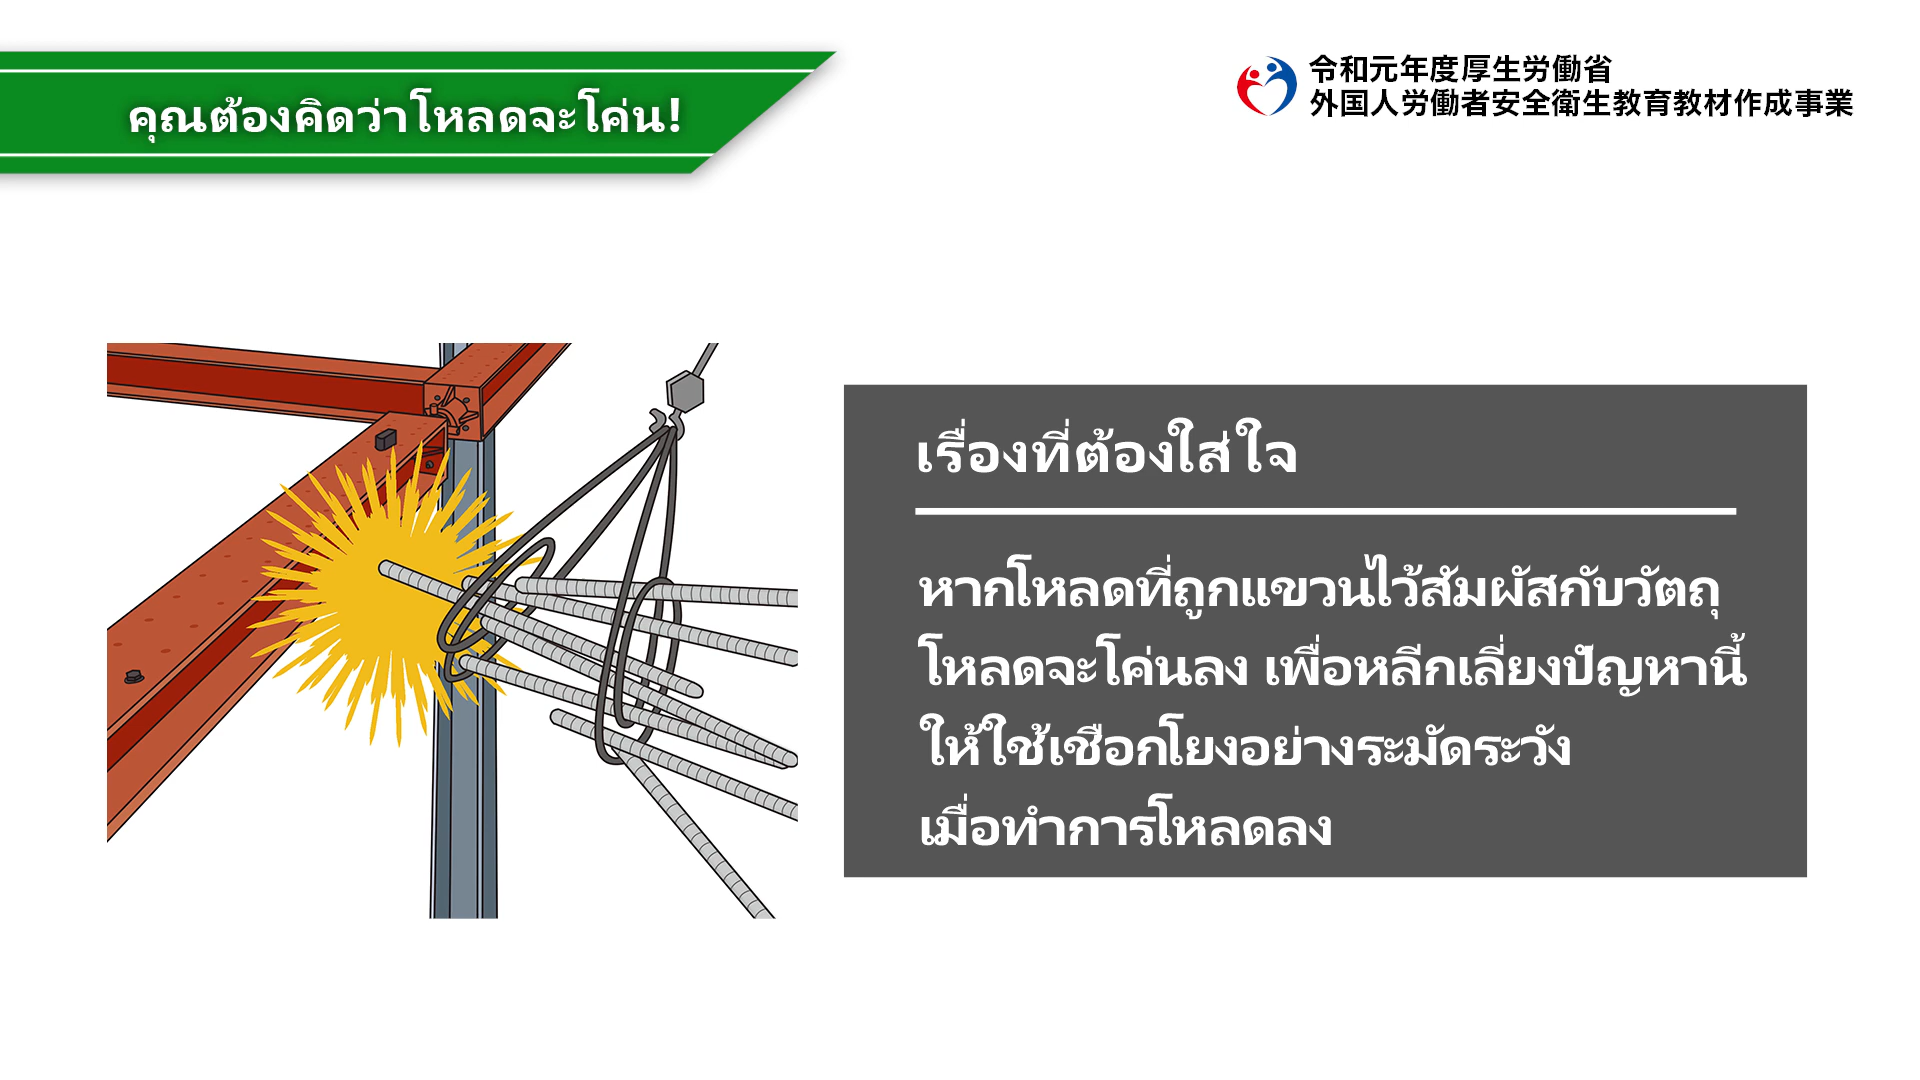 คุณต้องคิดว่าโหลดจะโค่น!
令和元年度厚生労働省
外国人労働者安全衛生教育教材作成事業
เรื่องที่ต้องใส่ใจ
หากโหลดที่ถูกแขวนไว้สัมผัสกับวัตถุ
โหลดจะโค่นลง เพื่อหลีกเลี่ยงปัญหานี้
ให้ใช้เชือกโยงอย่างระมัดระวัง
เมื่อทำการโหลดลง